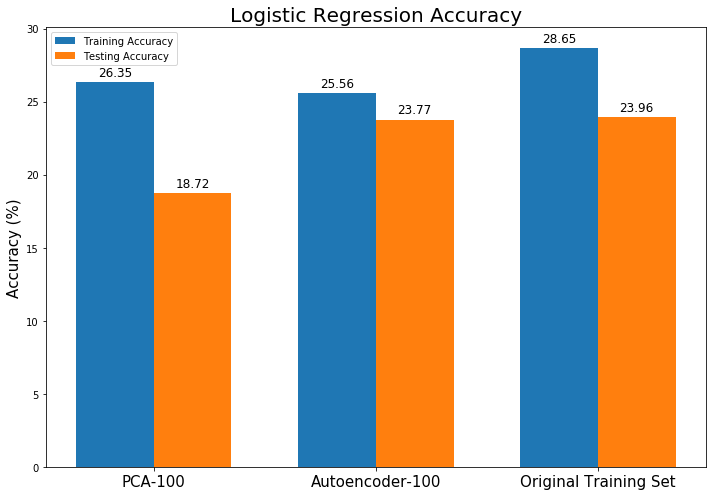 Logistic Regression Accuracy
Training Accuracy
Testing Accuracy
26.35
18.72
25.56
23.77
28.65
23.96
Accuracy (%)
30
25
20
15
10
5
0
PCA-100
Autoencoder-100
Original Training Set